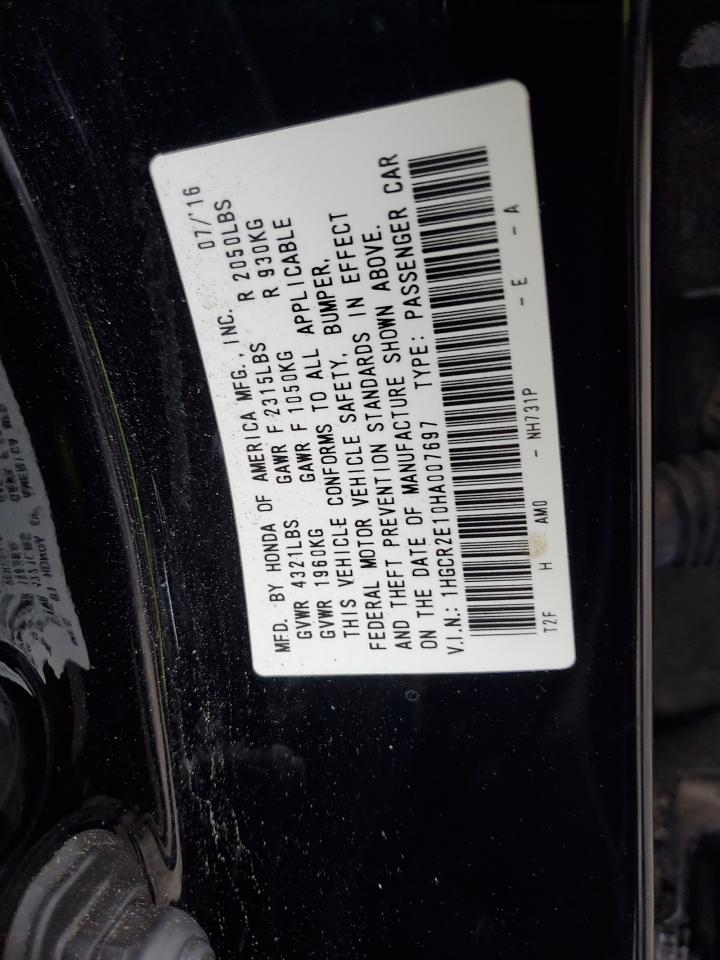 MFD. BY HONDA OF AMERICA MFG., INC. 07/'16
GVWR 4321LBS GAWR F 2315LBS R 2050LBS
GVWR 1960KG GAWR F 1050KG R 930KG
THIS VEHICLE CONFORMS TO ALL APPLICABLE
FEDERAL MOTOR VEHICLE SAFETY, BUMPER,
AND THEFT PREVENTION STANDARDS IN EFFECT
ON THE DATE OF MANUFACTURE SHOWN ABOVE.
V.I.N.: 1HGCR2E10HA007697 TYPE: PASSENGER CAR
T2F H AM0 - NH731P - E - A